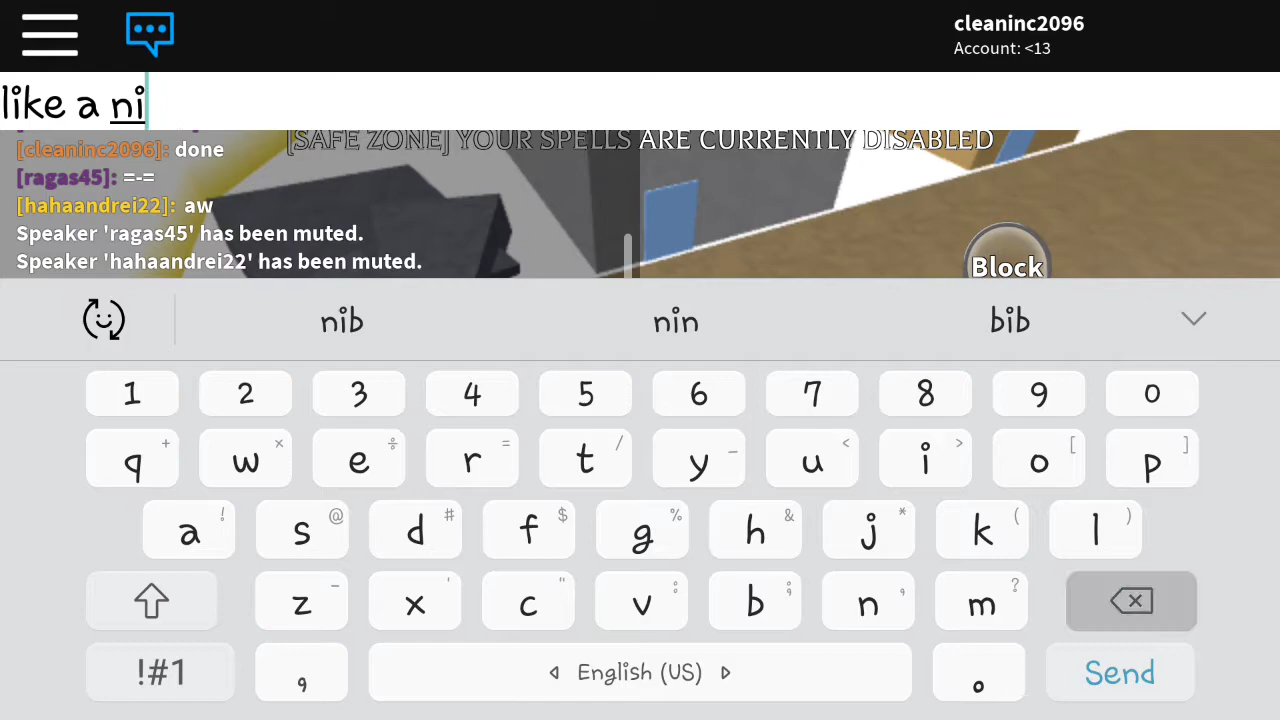 cleaninc2096
Account: <13
like a ni
[SAFE ZONE] YOUR SPELLS ARE CURRENTLY DISABLED
[cleaninc2096]: done
[ragas45]: =-=
[hahaandrei22]: aw
Speaker 'ragas45' has been muted.
Speaker 'hahaandrei22' has been muted.
Block
nib nin bib
1 2 3 4 5 6 7 8 9 0
q + w × e ÷ r = t / y _ u < i > o [ p ]
a ! s @ d # f $ g % h & j * k ( l )
z - x ' c " v : b ; n , m ?
!#1 , English (US) . Send